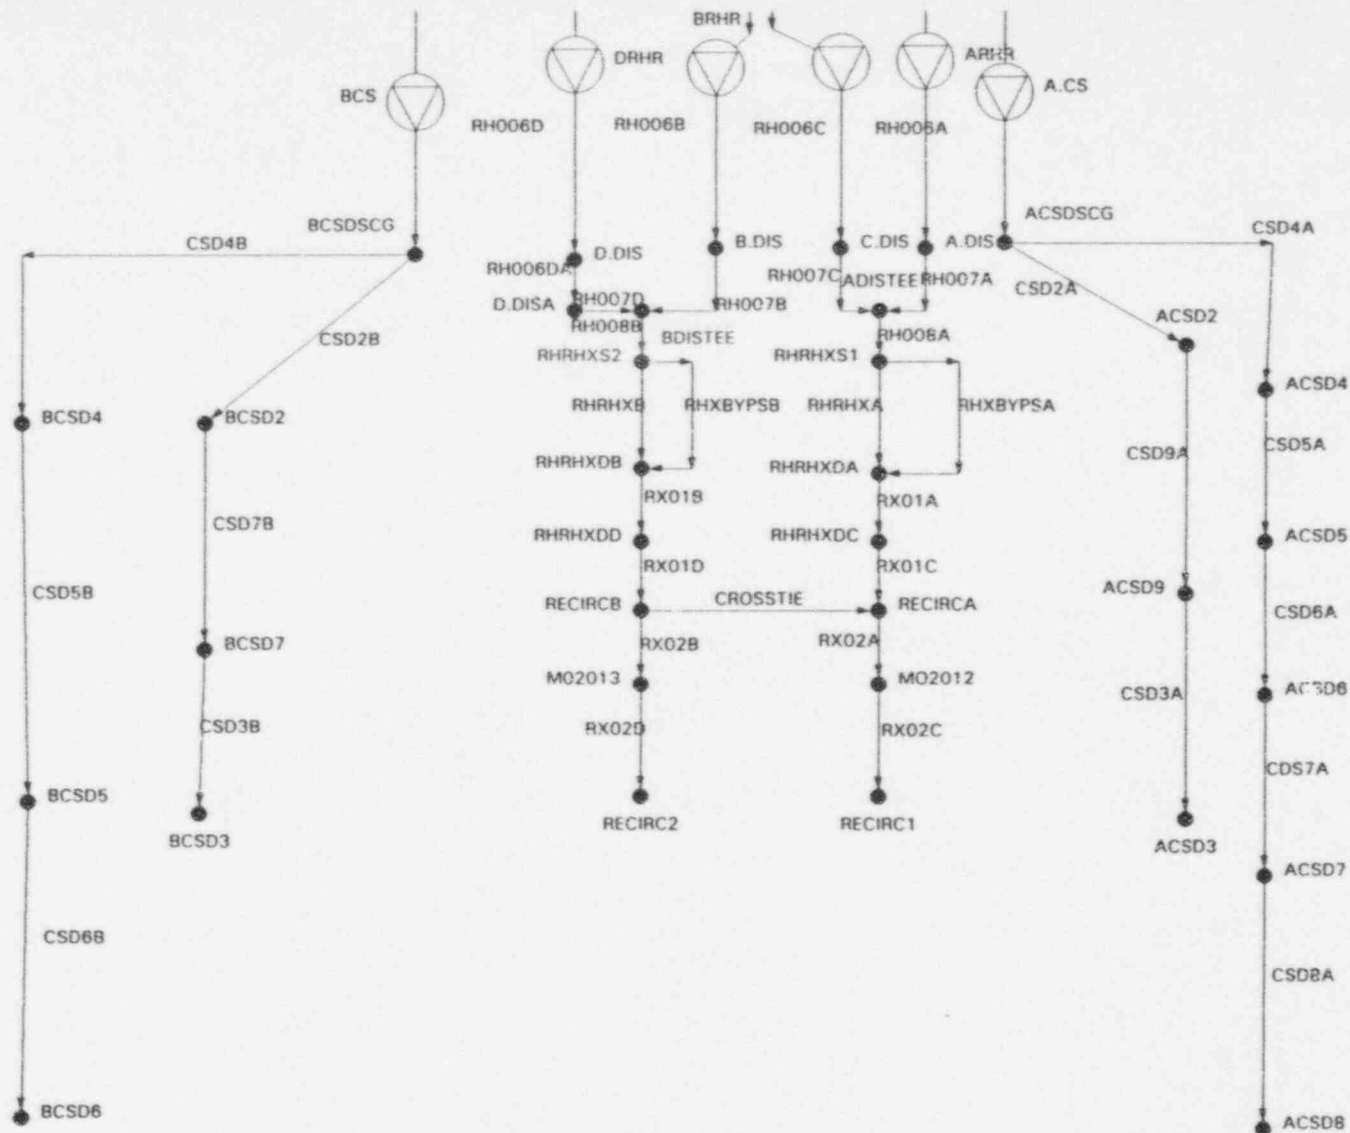 BRHR
DRHR
ARHR
BCS
A.CS
RH006D
RH006B
RH006C
RH006A
BCSDSCG
ACSDSCG
CSD4B
D.DIS
B.DIS
C.DIS
A.DIS
CSD4A
RH006DA
RH007C
ADISTEE
RH007A
CSD2A
D.DISA
RH007D
RH007B
RH008B
BDISTEE
RH008A
ACSD2
CSD2B
RHRHXS2
RHRHXS1
ACSD4
RHRHXB
RHXBYPSB
RHRHXA
RHXBYPSA
BCSD4
BCSD2
CSD5A
CSD9A
RHRHXDB
RHRHXDA
RX01B
RX01A
CSD7B
RHRHXDD
RHRHXDC
ACSD5
RX01D
RX01C
CSD5B
ACSD9
RECIRCB
CROSSTIE
RECIRCA
CSD6A
BCSD7
RX02B
RX02A
M02013
MO2012
ACSD6
CSD3A
CSD3B
RX02D
RX02C
CDS7A
BCSD5
RECIRC2
RECIRC1
BCSD3
ACSD3
ACSD7
CSD6B
CSD8A
BCSD6
ACSD8